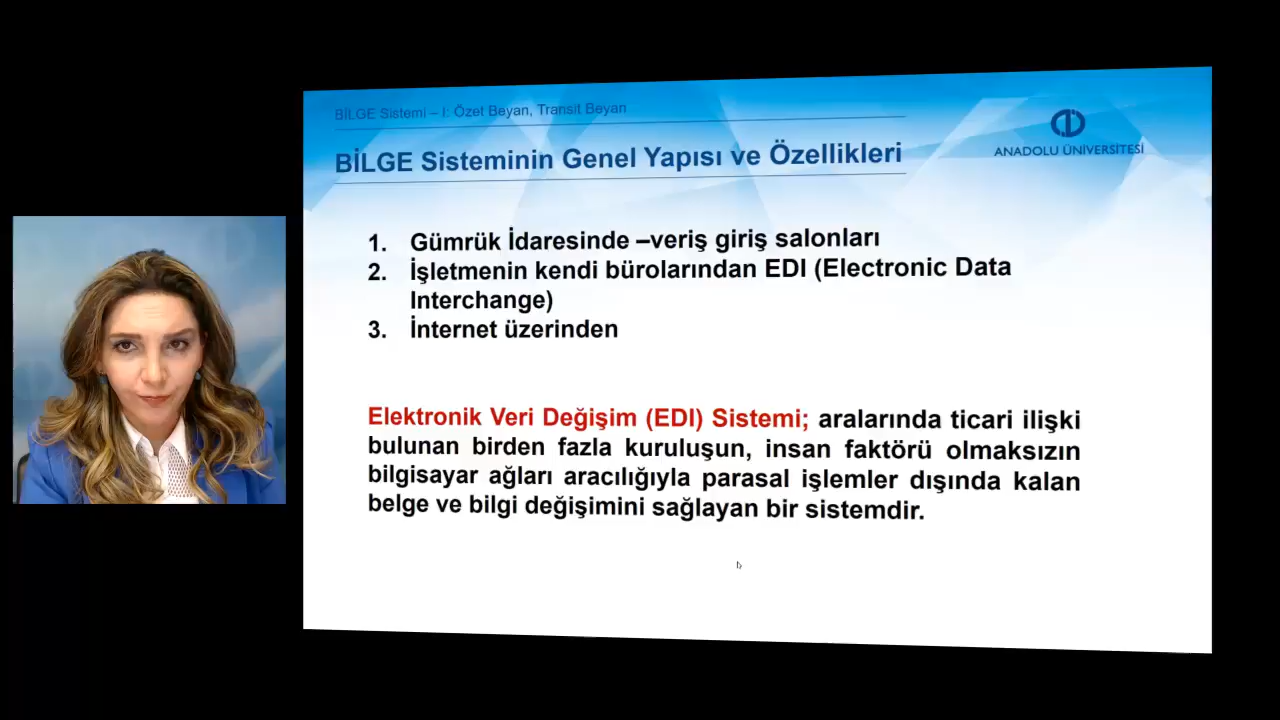 BİLGE Sistemi – I: Özet Beyan, Transit Beyan
BİLGE Sisteminin Genel Yapısı ve Özellikleri
ANADOLU ÜNİVERSİTESİ
1. Gümrük İdaresinde –veriş giriş salonları
2. İşletmenin kendi bürolarından EDI (Electronic Data
Interchange)
3. İnternet üzerinden
Elektronik Veri Değişim (EDI) Sistemi; aralarında ticari ilişki
bulunan birden fazla kuruluşun, insan faktörü olmaksızın
bilgisayar ağları aracılığıyla parasal işlemler dışında kalan
belge ve bilgi değişimini sağlayan bir sistemdir.